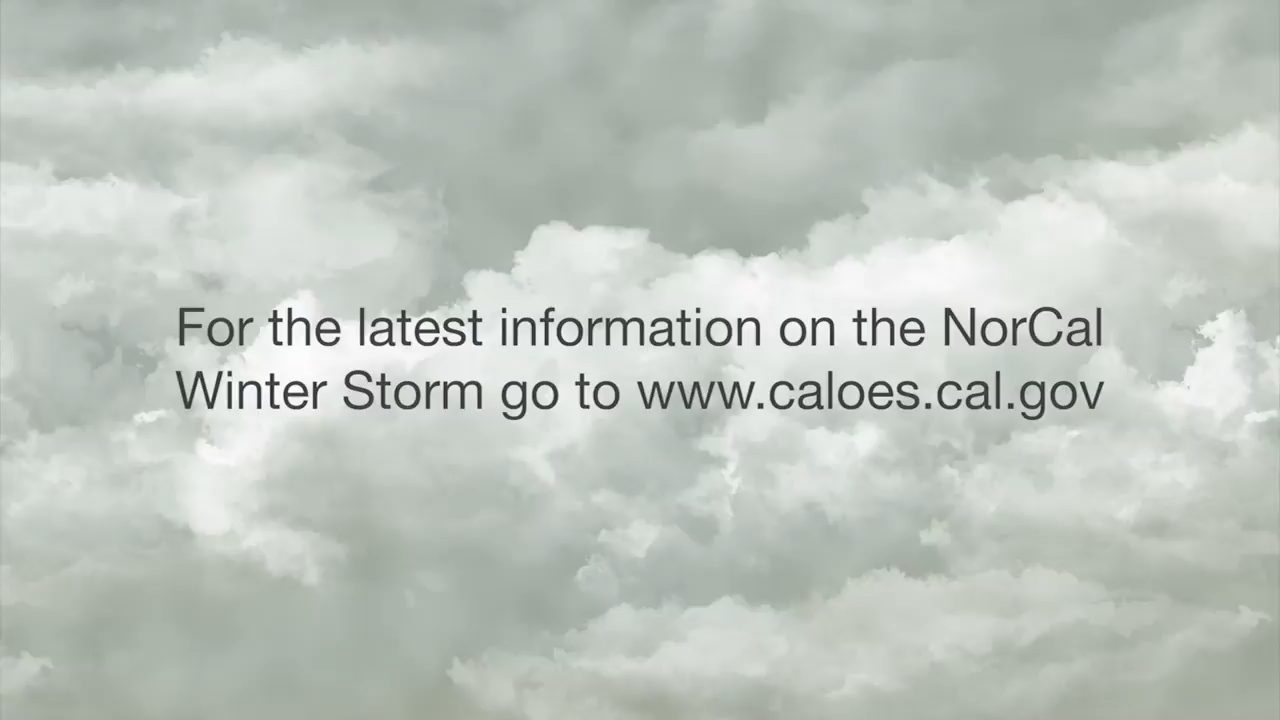 For the latest information on the NorCal
Winter Storm go to www.caloes.cal.gov